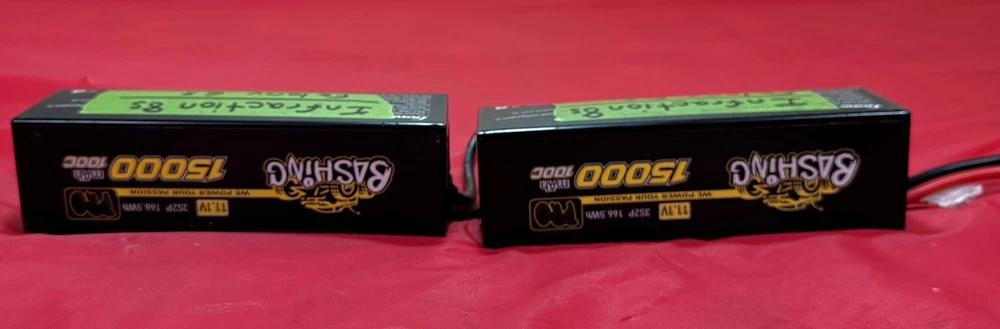 Infraction 8s
BASHING
15000
mAh
100C
WE POWER YOUR PASSION
11.1V
3S2P 166.5Wh
Infraction 8s
BASHING
15000
mAh
100C
WE POWER YOUR PASSION
11.1V
3S2P 166.5Wh